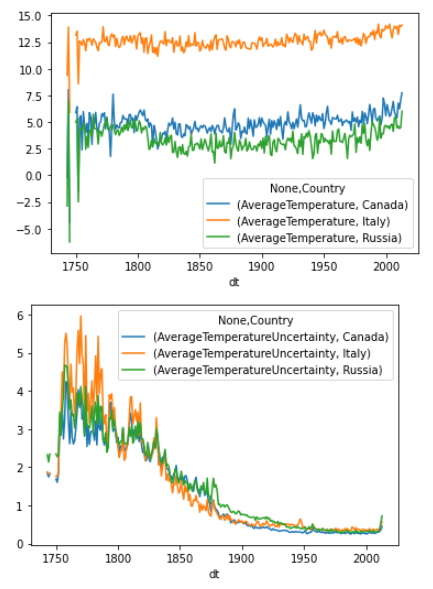 15.0
12.5
10.0
7.5
5.0
2.5
0.0
−2.5
−5.0
None,Country
(AverageTemperature, Canada)
(AverageTemperature, Italy)
(AverageTemperature, Russia)
1750 1800 1850 1900 1950 2000
dt
6
5
4
3
2
1
0
None,Country
(AverageTemperatureUncertainty, Canada)
(AverageTemperatureUncertainty, Italy)
(AverageTemperatureUncertainty, Russia)
1750 1800 1850 1900 1950 2000
dt